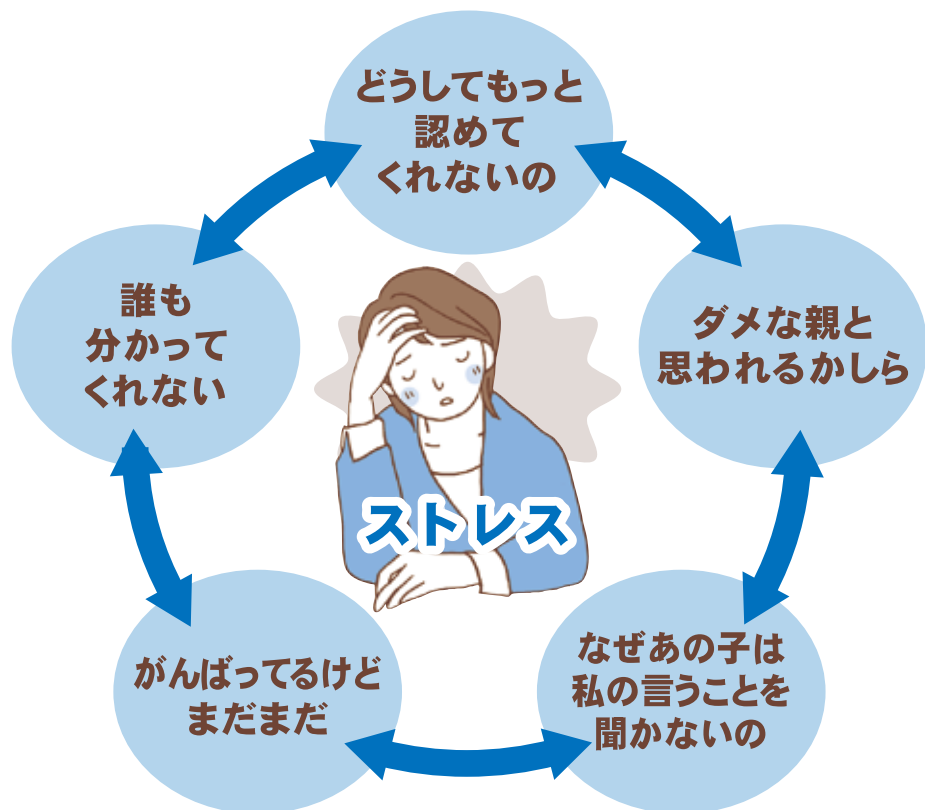 どうしてもっと
認めて
くれないの
誰も
分かって
くれない
ダメな親と
思われるかしら
ストレス
がんばってるけど
まだまだ
なぜあの子は
私の言うことを
聞かないの